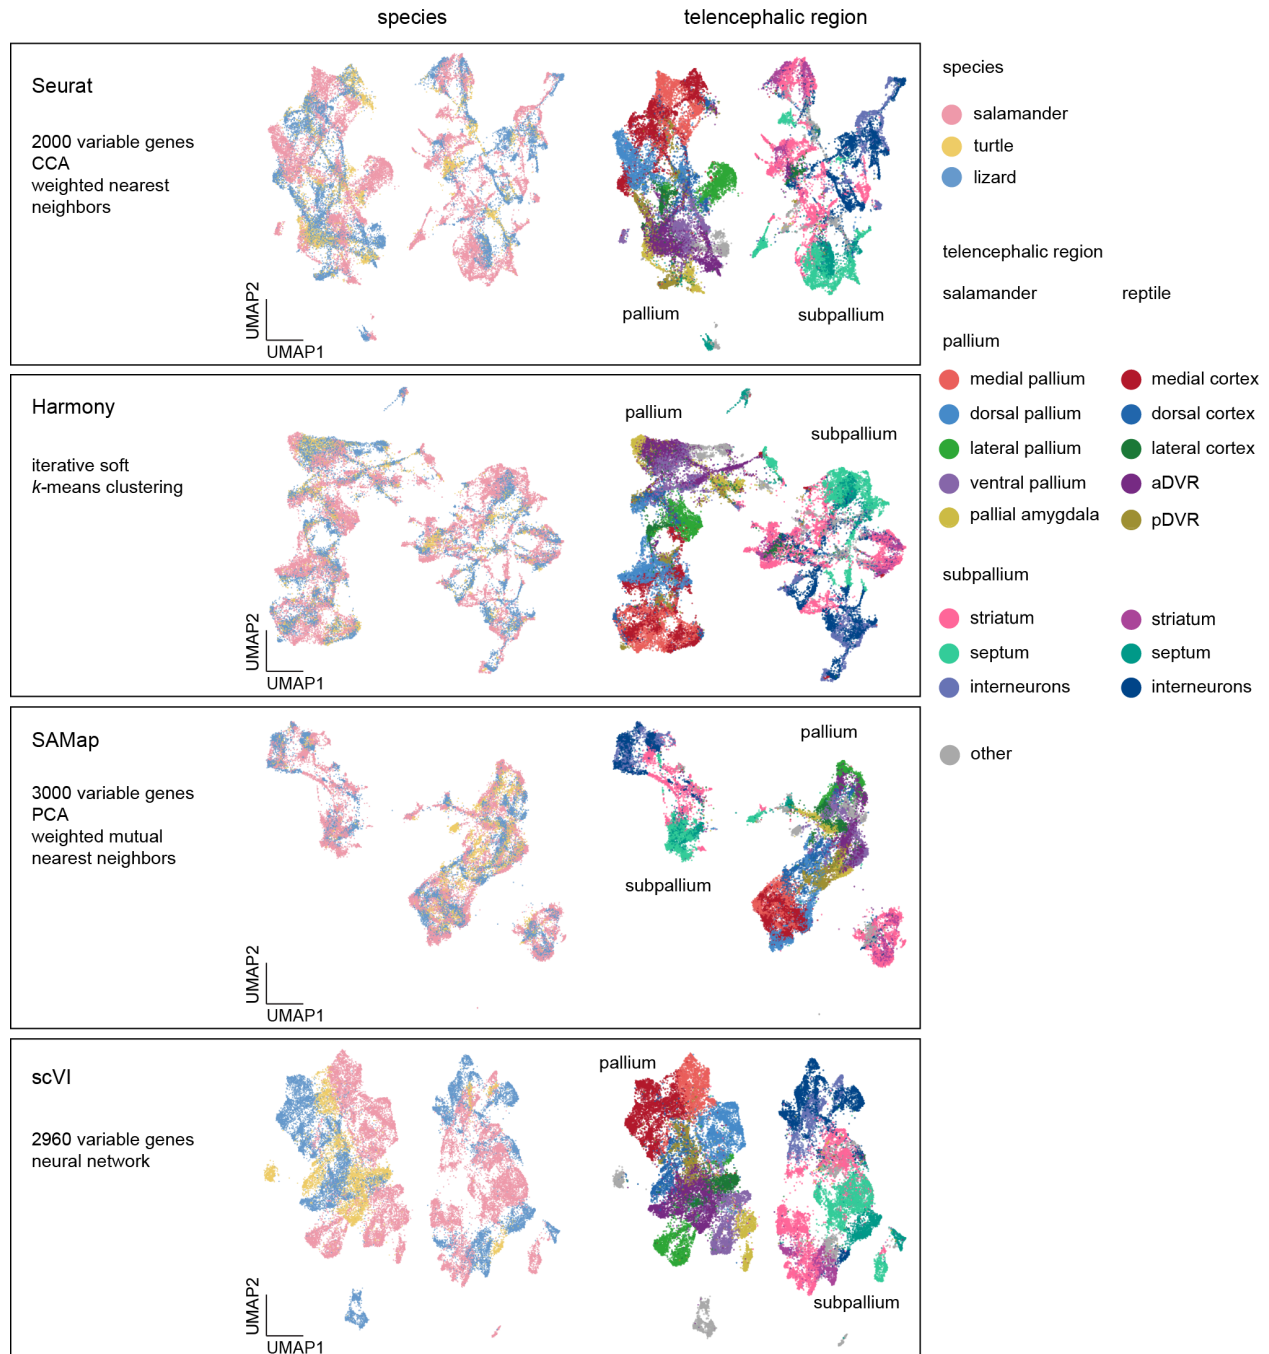 species
telencephalic region
Seurat
2000 variable genes
CCA
weighted nearest
neighbors
UMAP2
UMAP1
pallium
subpallium
Harmony
iterative soft
k-means clustering
UMAP2
UMAP1
pallium
subpallium
SAMap
3000 variable genes
PCA
weighted mutual
nearest neighbors
UMAP2
UMAP1
pallium
subpallium
scVI
2960 variable genes
neural network
UMAP2
UMAP1
pallium
subpallium
species
salamander
turtle
lizard
telencephalic region
salamander
reptile
pallium
medial pallium
medial cortex
dorsal pallium
dorsal cortex
lateral pallium
lateral cortex
ventral pallium
aDVR
pallial amygdala
pDVR
subpallium
striatum
striatum
septum
septum
interneurons
interneurons
other